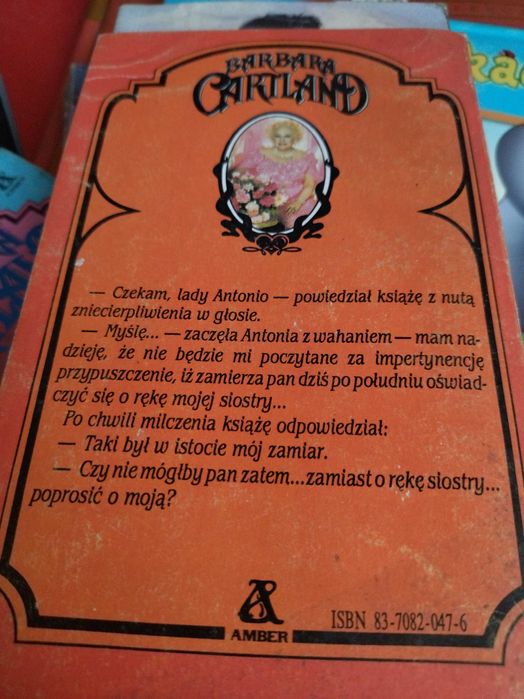 BARBARA
CARTLAND
— Czekam, lady Antonio — powiedział książę z nutą
zniecierpliwienia w głosie.
— Myślę... — zaczęła Antonia z wahaniem — mam na-
dzieję, że nie będzie mi poczytane za impertynencję
przypuszczenie, iż zamierza pan dziś po południu oświad-
czyć się o rękę mojej siostry...
Po chwili milczenia książę odpowiedział:
— Taki był w istocie mój zamiar.
— Czy nie mógłby pan zatem...zamiast o rękę siostry...
poprosić o moją?
AMBER
ISBN 83-7082-047-6